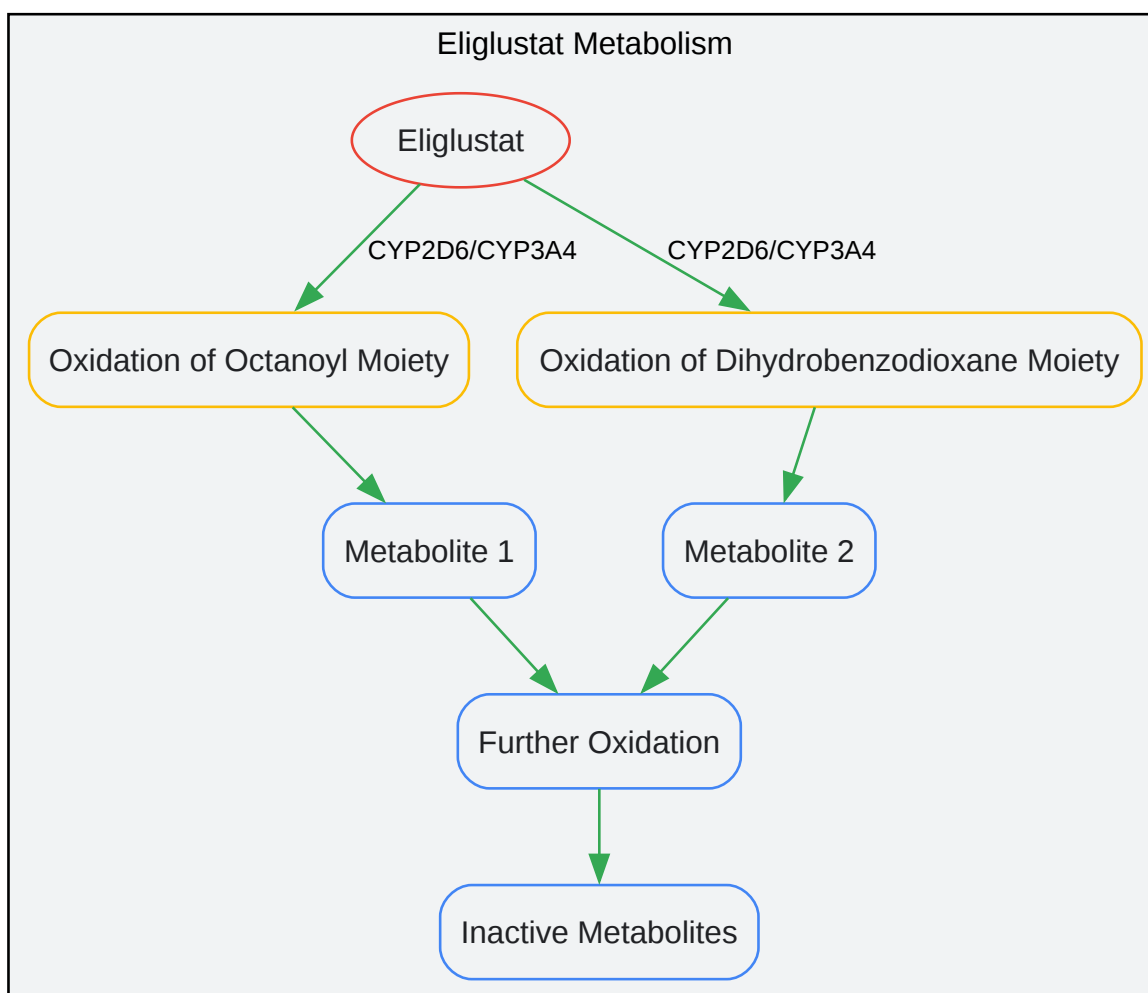 Eliglustat Metabolism
Eliglustat
CYP2D6/CYP3A4
CYP2D6/CYP3A4
Oxidation of Octanoyl Moiety
Oxidation of Dihydrobenzodioxane Moiety
Metabolite 1
Metabolite 2
Further Oxidation
Inactive Metabolites